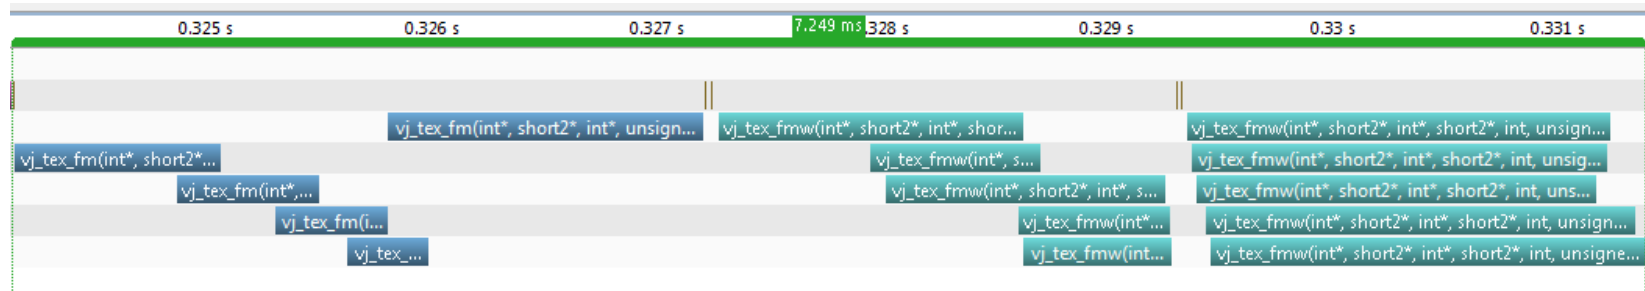 0.325 s 0.326 s 0.327 s 7.249 ms .328 s 0.329 s 0.33 s 0.331 s
vj_tex_fm(int*, short2*, int*, unsign... vj_tex_fmw(int*, short2*, int*, shor... vj_tex_fmw(int*, short2*, int*, short2*, int, unsign...
vj_tex_fm(int*, short2*... vj_tex_fmw(int*, s... vj_tex_fmw(int*, short2*, int*, short2*, int, unsig...
vj_tex_fm(int*,... vj_tex_fmw(int*, short2*, int*, s... vj_tex_fmw(int*, short2*, int*, short2*, int, uns...
vj_tex_fm(i... vj_tex_fmw(int*... vj_tex_fmw(int*, short2*, int*, short2*, int, unsign...
vj_tex_... vj_tex_fmw(int... vj_tex_fmw(int*, short2*, int*, short2*, int, unsigne...